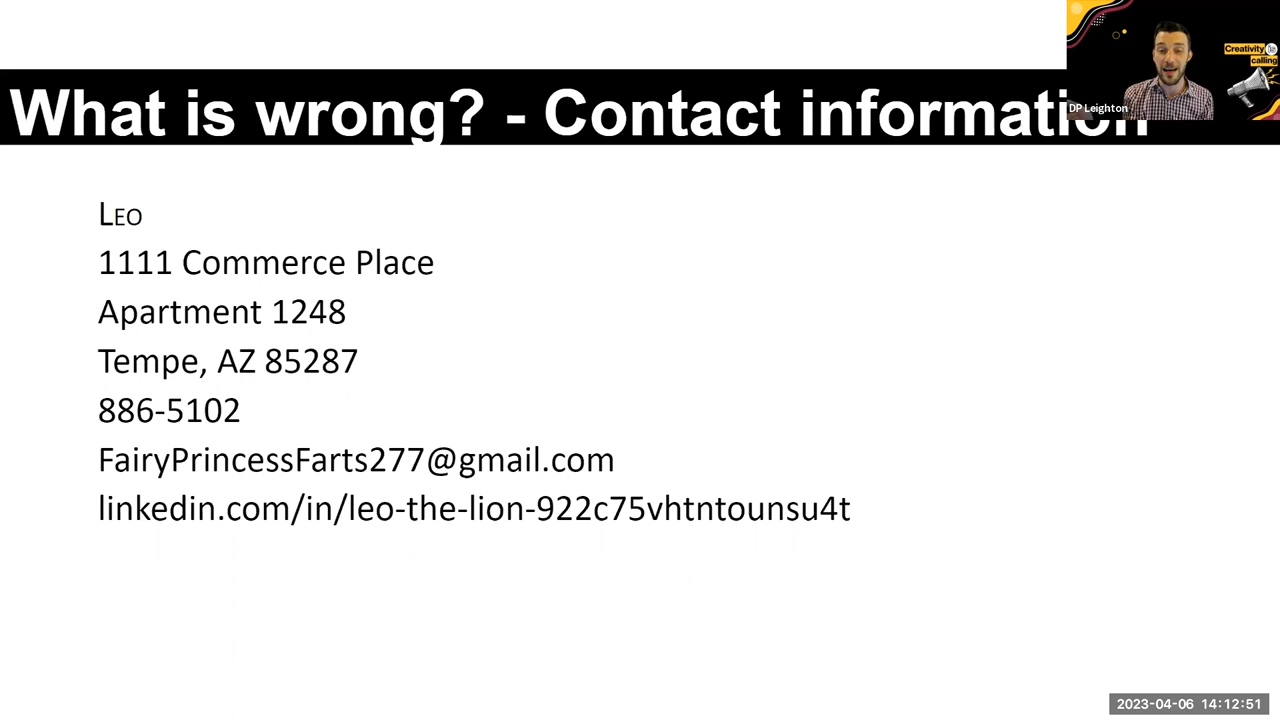 Creativity
calling
DP Leighton
What is wrong? - Contact information
LEO
1111 Commerce Place
Apartment 1248
Tempe, AZ 85287
886-5102
FairyPrincessFarts277@gmail.com
linkedin.com/in/leo-the-lion-922c75vhtntounsu4t
2023-04-06 14:12:51